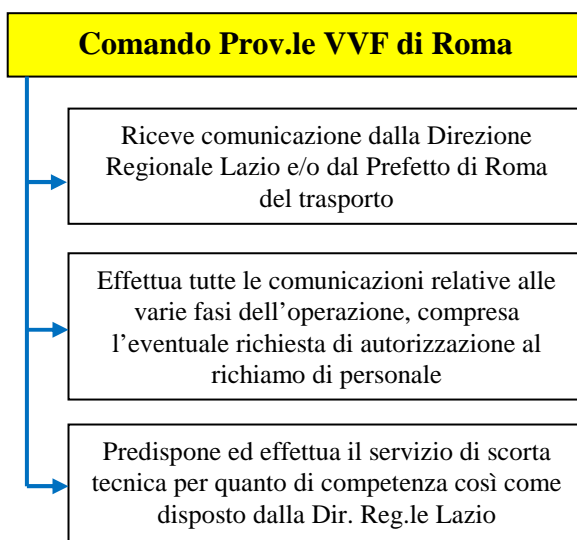 Comando Prov.le VVF di Roma
Riceve comunicazione dalla Direzione
Regionale Lazio e/o dal Prefetto di Roma
del trasporto
Effettua tutte le comunicazioni relative alle
varie fasi dell’operazione, compresa
l’eventuale richiesta di autorizzazione al
richiamo di personale
Predispone ed effettua il servizio di scorta
tecnica per quanto di competenza così come
disposto dalla Dir. Reg.le Lazio